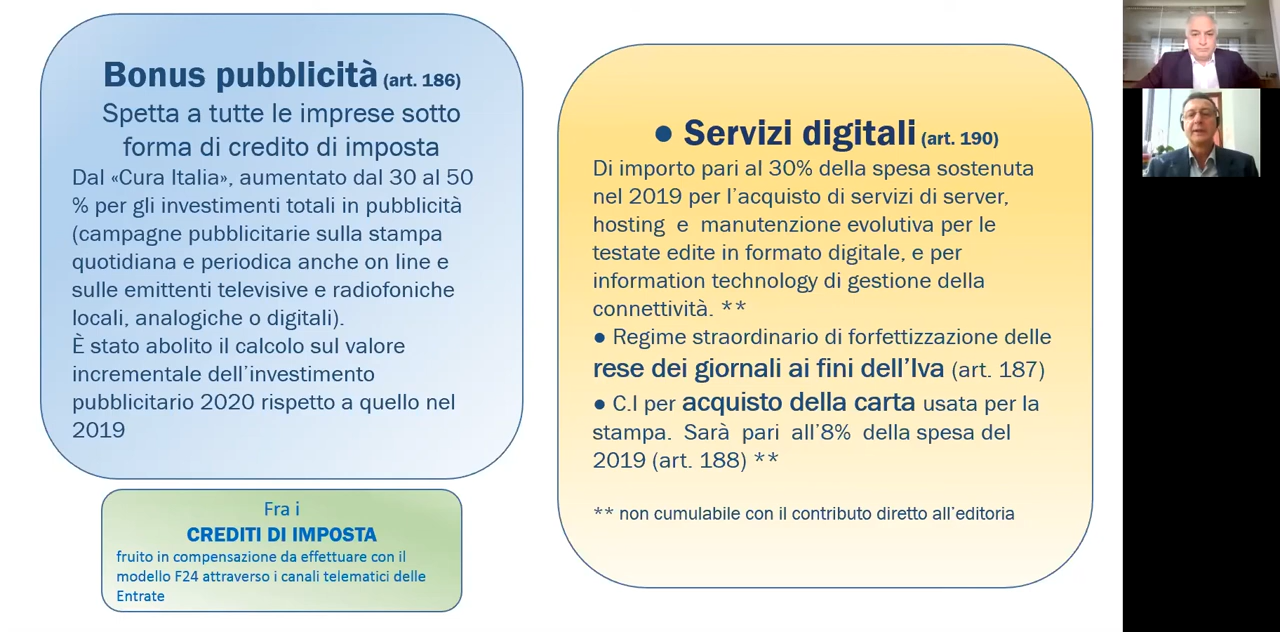 Bonus pubblicità (art. 186)
Spetta a tutte le imprese sotto
forma di credito di imposta
Dal «Cura Italia», aumentato dal 30 al 50
% per gli investimenti totali in pubblicità
(campagne pubblicitarie sulla stampa
quotidiana e periodica anche on line e
sulle emittenti televisive e radiofoniche
locali, analogiche o digitali).
È stato abolito il calcolo sul valore
incrementale dell'investimento
pubblicitario 2020 rispetto a quello nel
2019
Fra i
CREDITI DI IMPOSTA
fruito in compensazione da effettuare con il
modello F24 attraverso i canali telematici delle
Entrate
● Servizi digitali (art. 190)
Di importo pari al 30% della spesa sostenuta
nel 2019 per l'acquisto di servizi di server,
hosting e manutenzione evolutiva per le
testate edite in formato digitale, e per
information technology di gestione della
connettività. **
● Regime straordinario di forfettizzazione delle
rese dei giornali ai fini dell'Iva (art. 187)
● C.I per acquisto della carta usata per la
stampa. Sarà pari all'8% della spesa del
2019 (art. 188) **
** non cumulabile con il contributo diretto all'editoria